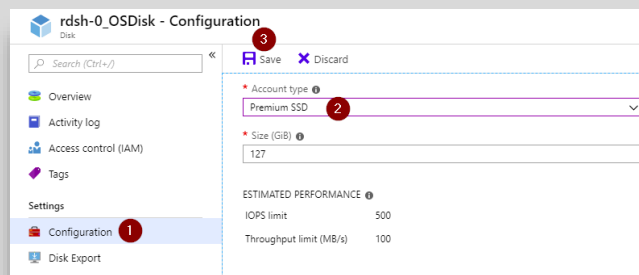 rdsh-0_OSDisk - Configuration
Disk
Search (Ctrl+/)
«
Overview
Activity log
Access control (IAM)
Tags
Settings
Configuration 1
Disk Export
3
Save Discard
* Account type
Premium SSD 2
* Size (GiB)
127
ESTIMATED PERFORMANCE
IOPS limit 500
Throughput limit (MB/s) 100